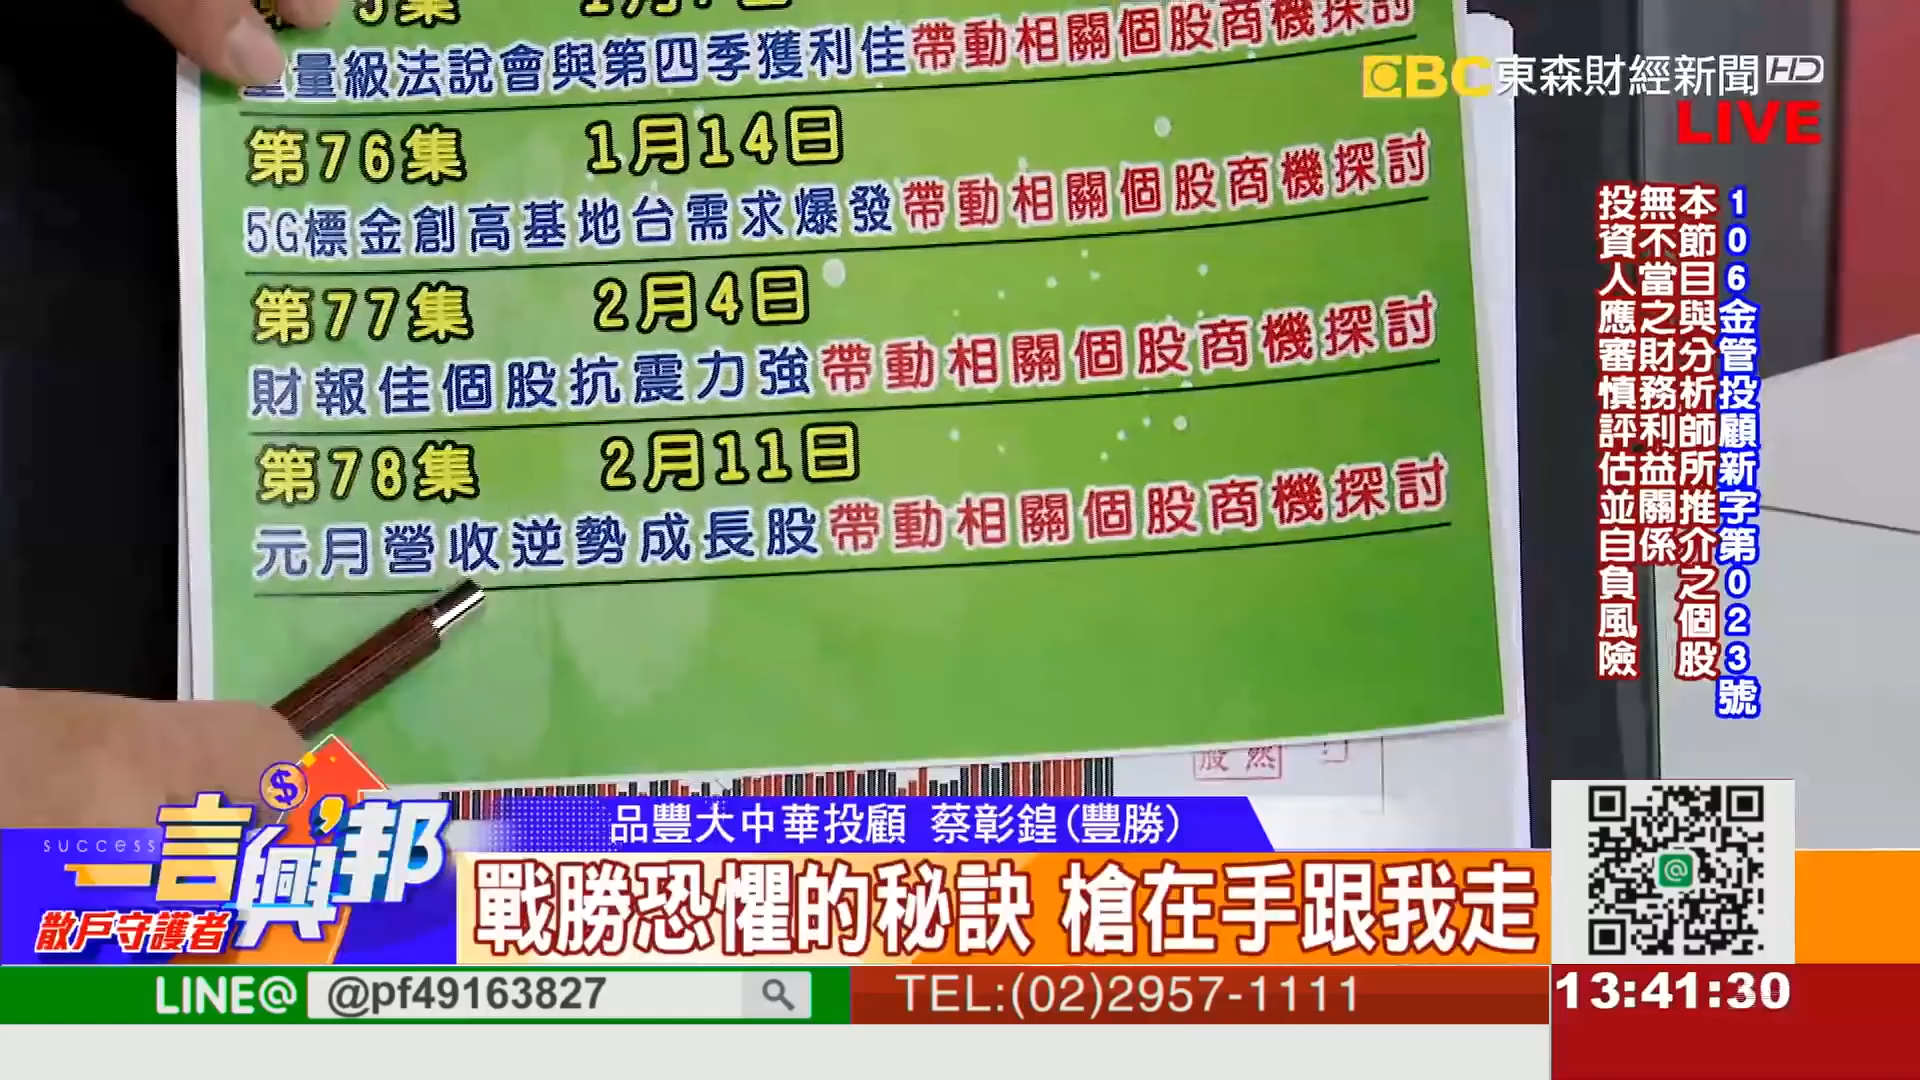 5集 1月7日
量級法說會與第四季獲利佳帶動相關個股商機探討
第76集 1月14日
5G標金創高基地台需求爆發帶動相關個股商機探討
第77集 2月4日
財報佳個股抗震力強帶動相關個股商機探討
第78集 2月11日
元月營收逆勢成長股帶動相關個股商機探討
EBC東森財經新聞HD
LIVE
106金管投顧新字第023號
本節目與分析師所推介之個股
無不當之財務利益關係
投資人應審慎評估並自負風險
success
一言興邦
散戶守護者
品豐大中華投顧 蔡彰鍠(豐勝)
戰勝恐懼的秘訣 槍在手跟我走
LINE@ @pf49163827
TEL:(02)2957-1111
13:41:30